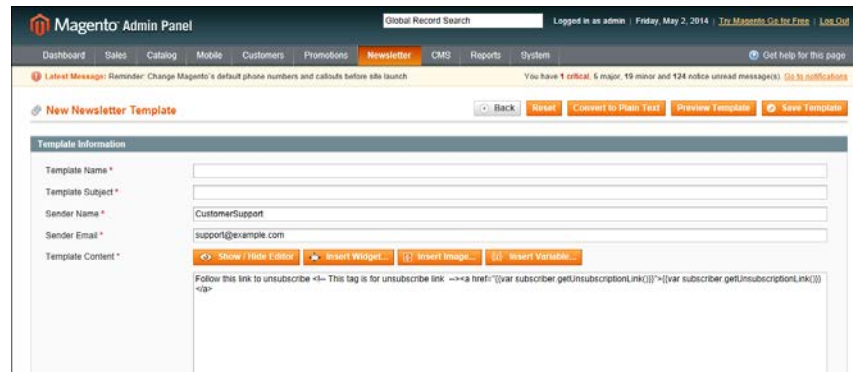 Magento Admin Panel
Global Record Search
Logged in as admin | Friday, May 2, 2014 | Try Magento Go for Free | Log Out
Dashboard Sales Catalog Mobile Customers Promotions Newsletter CMS Reports System
Get help for this page
Latest Message: Reminder: Change Magento's default phone numbers and callouts before site launch
You have 1 critical, 5 major, 19 minor and 124 notice unread message(s). Go to notifications
New Newsletter Template
Back Reset Convert to Plain Text Preview Template Save Template
Template Information
Template Name *
Template Subject *
Sender Name * CustomerSupport
Sender Email * support@example.com
Template Content * Show / Hide Editor Insert Widget... Insert Image... Insert Variable...
Follow this link to unsubscribe <!-- This tag is for unsubscribe link --><a href="{{var subscriber.getUnsubscriptionLink()}}">{{var subscriber.getUnsubscriptionLink()}}
</a>